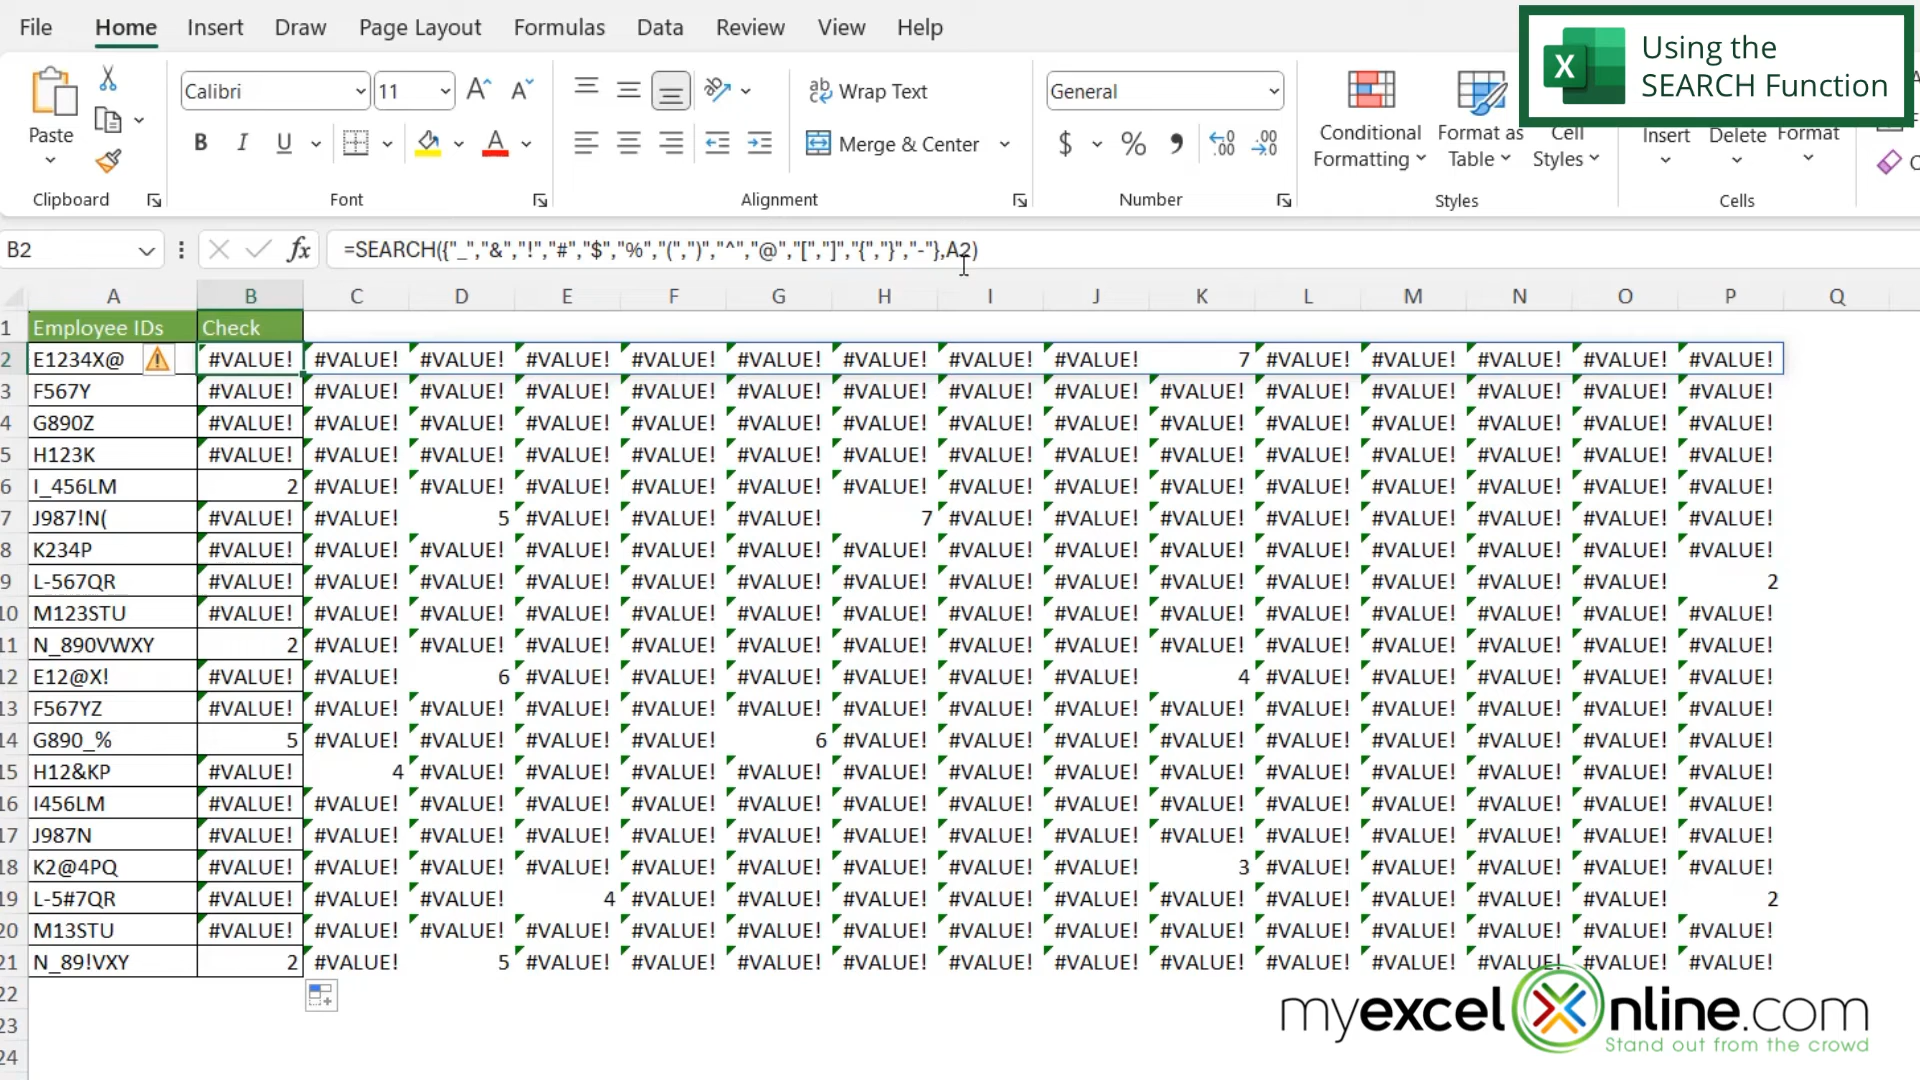 File Home Insert Draw Page Layout Formulas Data Review View Help
Using the
SEARCH Function
Calibri 11 A A ab Wrap Text General
Paste B I U A Merge & Center $ % 9 .00 .00 Conditional Formatting Format as Table Cell Styles Insert Delete Format
Clipboard Font Alignment Number Styles Cells
B2 fx =SEARCH({"_","&","!","#","$","%","(",")","^","@","[","]","{","}","-"},A2)
A B C D E F G H I J K L M N O P Q
1 Employee IDs Check
2 E1234X@ #VALUE! #VALUE! #VALUE! #VALUE! #VALUE! #VALUE! #VALUE! #VALUE! #VALUE! 7 #VALUE! #VALUE! #VALUE! #VALUE! #VALUE!
3 F567Y #VALUE! #VALUE! #VALUE! #VALUE! #VALUE! #VALUE! #VALUE! #VALUE! #VALUE! #VALUE! #VALUE! #VALUE! #VALUE! #VALUE! #VALUE!
4 G890Z #VALUE! #VALUE! #VALUE! #VALUE! #VALUE! #VALUE! #VALUE! #VALUE! #VALUE! #VALUE! #VALUE! #VALUE! #VALUE! #VALUE! #VALUE!
5 H123K #VALUE! #VALUE! #VALUE! #VALUE! #VALUE! #VALUE! #VALUE! #VALUE! #VALUE! #VALUE! #VALUE! #VALUE! #VALUE! #VALUE! #VALUE!
6 I_456LM 2 #VALUE! #VALUE! #VALUE! #VALUE! #VALUE! #VALUE! #VALUE! #VALUE! #VALUE! #VALUE! #VALUE! #VALUE! #VALUE! #VALUE!
7 J987!N( #VALUE! #VALUE! 5 #VALUE! #VALUE! #VALUE! 7 #VALUE! #VALUE! #VALUE! #VALUE! #VALUE! #VALUE! #VALUE! #VALUE!
8 K234P #VALUE! #VALUE! #VALUE! #VALUE! #VALUE! #VALUE! #VALUE! #VALUE! #VALUE! #VALUE! #VALUE! #VALUE! #VALUE! #VALUE! #VALUE!
9 L-567QR #VALUE! #VALUE! #VALUE! #VALUE! #VALUE! #VALUE! #VALUE! #VALUE! #VALUE! #VALUE! #VALUE! #VALUE! #VALUE! #VALUE! 2
10 M123STU #VALUE! #VALUE! #VALUE! #VALUE! #VALUE! #VALUE! #VALUE! #VALUE! #VALUE! #VALUE! #VALUE! #VALUE! #VALUE! #VALUE! #VALUE!
11 N_890VWXY 2 #VALUE! #VALUE! #VALUE! #VALUE! #VALUE! #VALUE! #VALUE! #VALUE! #VALUE! #VALUE! #VALUE! #VALUE! #VALUE! #VALUE!
12 E12@X! #VALUE! #VALUE! 6 #VALUE! #VALUE! #VALUE! #VALUE! #VALUE! #VALUE! 4 #VALUE! #VALUE! #VALUE! #VALUE! #VALUE!
13 F567YZ #VALUE! #VALUE! #VALUE! #VALUE! #VALUE! #VALUE! #VALUE! #VALUE! #VALUE! #VALUE! #VALUE! #VALUE! #VALUE! #VALUE! #VALUE!
14 G890_% 5 #VALUE! #VALUE! #VALUE! #VALUE! 6 #VALUE! #VALUE! #VALUE! #VALUE! #VALUE! #VALUE! #VALUE! #VALUE! #VALUE!
15 H12&KP #VALUE! 4 #VALUE! #VALUE! #VALUE! #VALUE! #VALUE! #VALUE! #VALUE! #VALUE! #VALUE! #VALUE! #VALUE! #VALUE! #VALUE!
16 I456LM #VALUE! #VALUE! #VALUE! #VALUE! #VALUE! #VALUE! #VALUE! #VALUE! #VALUE! #VALUE! #VALUE! #VALUE! #VALUE! #VALUE! #VALUE!
17 J987N #VALUE! #VALUE! #VALUE! #VALUE! #VALUE! #VALUE! #VALUE! #VALUE! #VALUE! #VALUE! #VALUE! #VALUE! #VALUE! #VALUE! #VALUE!
18 K2@4PQ #VALUE! #VALUE! #VALUE! #VALUE! #VALUE! #VALUE! #VALUE! #VALUE! #VALUE! 3 #VALUE! #VALUE! #VALUE! #VALUE! #VALUE!
19 L-5#7QR #VALUE! #VALUE! #VALUE! 4 #VALUE! #VALUE! #VALUE! #VALUE! #VALUE! #VALUE! #VALUE! #VALUE! #VALUE! #VALUE! 2
20 M13STU #VALUE! #VALUE! #VALUE! #VALUE! #VALUE! #VALUE! #VALUE! #VALUE! #VALUE! #VALUE! #VALUE! #VALUE! #VALUE! #VALUE! #VALUE!
21 N_89!VXY 2 #VALUE! 5 #VALUE! #VALUE! #VALUE! #VALUE! #VALUE! #VALUE! #VALUE! #VALUE! #VALUE! #VALUE! #VALUE! #VALUE!
22
23
24
myexcelonline.com
Stand out from the crowd